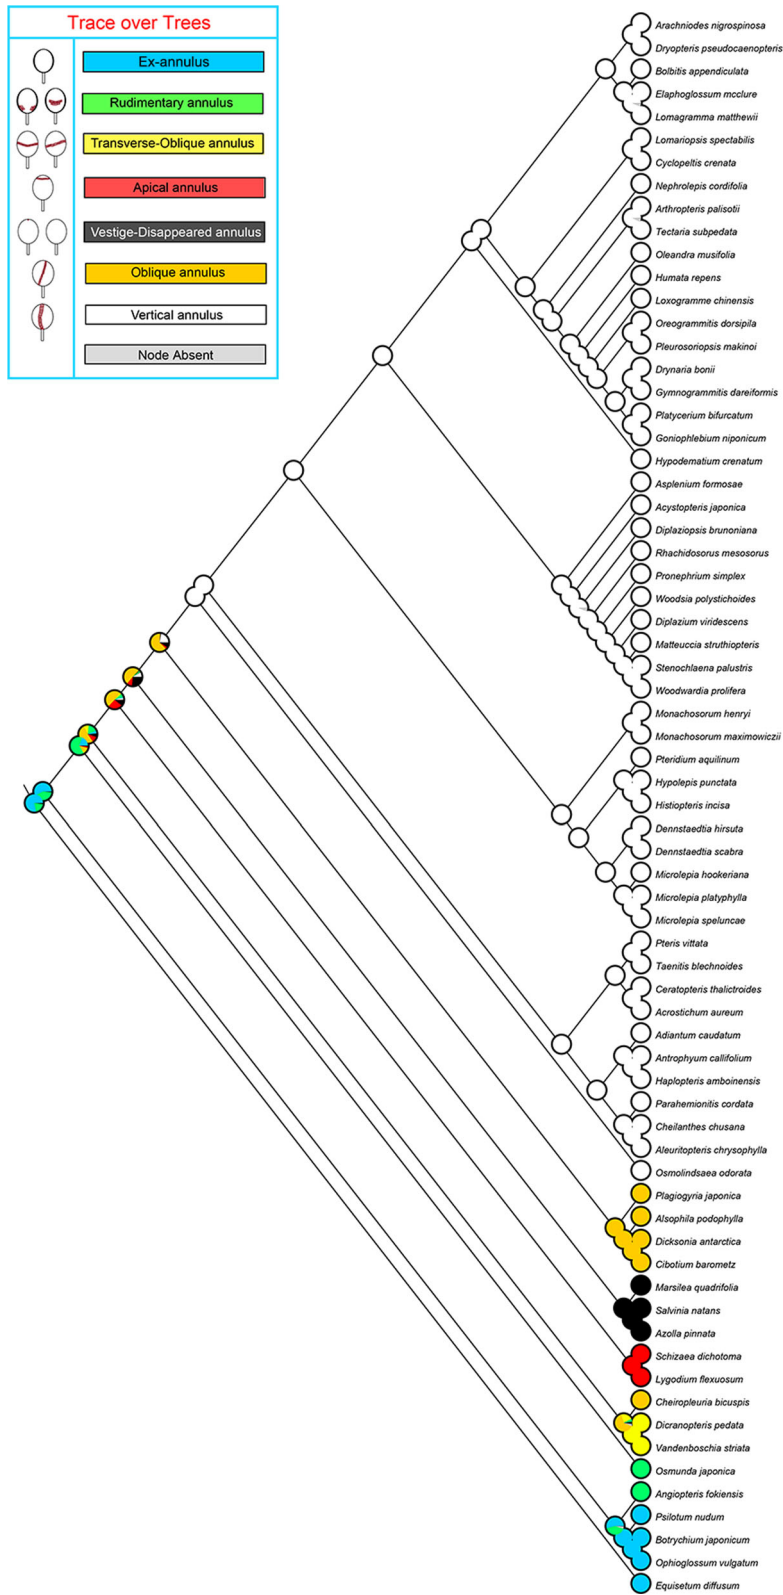 Trace over Trees
Ex-annulus
Rudimentary annulus
Transverse-Oblique annulus
Apical annulus
Vestige-Disappeared annulus
Oblique annulus
Vertical annulus
Node Absent
Arachniodes nigrospinosa
Dryopteris pseudocaenopteris
Bolbitis appendiculata
Elaphoglossum mcclure
Lomagramma matthewii
Lomariopsis spectabilis
Cyclopeltis crenata
Nephrolepis cordifolia
Arthropteris palisotii
Tectaria subpedata
Oleandra musifolia
Humata repens
Loxogramme chinensis
Oreogrammitis dorsipila
Pleurosoriopsis makinoi
Drynaria bonii
Gymnogrammitis dareiformis
Platycerium bifurcatum
Goniophlebium niponicum
Hypodematium crenatum
Asplenium formosae
Acystopteris japonica
Diplaziopsis brunoniana
Rhachidosorus mesosorus
Pronephrium simplex
Woodsia polystichoides
Diplazium viridescens
Matteuccia struthiopteris
Stenochlaena palustris
Woodwardia prolifera
Monachosorum henryi
Monachosorum maximowiczii
Pteridium aquilinum
Hypolepis punctata
Histiopteris incisa
Dennstaedtia hirsuta
Dennstaedtia scabra
Microlepia hookeriana
Microlepia platyphylla
Microlepia speluncae
Pteris vittata
Taenitis blechnoides
Ceratopteris thalictroides
Acrostichum aureum
Adiantum caudatum
Antrophyum callifolium
Haplopteris amboinensis
Parahemionitis cordata
Cheilanthes chusana
Aleuritopteris chrysophylla
Osmolindsaea odorata
Plagiogyria japonica
Alsophila podophylla
Dicksonia antarctica
Cibotium barometz
Marsilea quadrifolia
Salvinia natans
Azolla pinnata
Schizaea dichotoma
Lygodium flexuosum
Cheiropleuria bicuspis
Dicranopteris pedata
Vandenboschia striata
Osmunda japonica
Angiopteris fokiensis
Psilotum nudum
Botrychium japonicum
Ophioglossum vulgatum
Equisetum diffusum